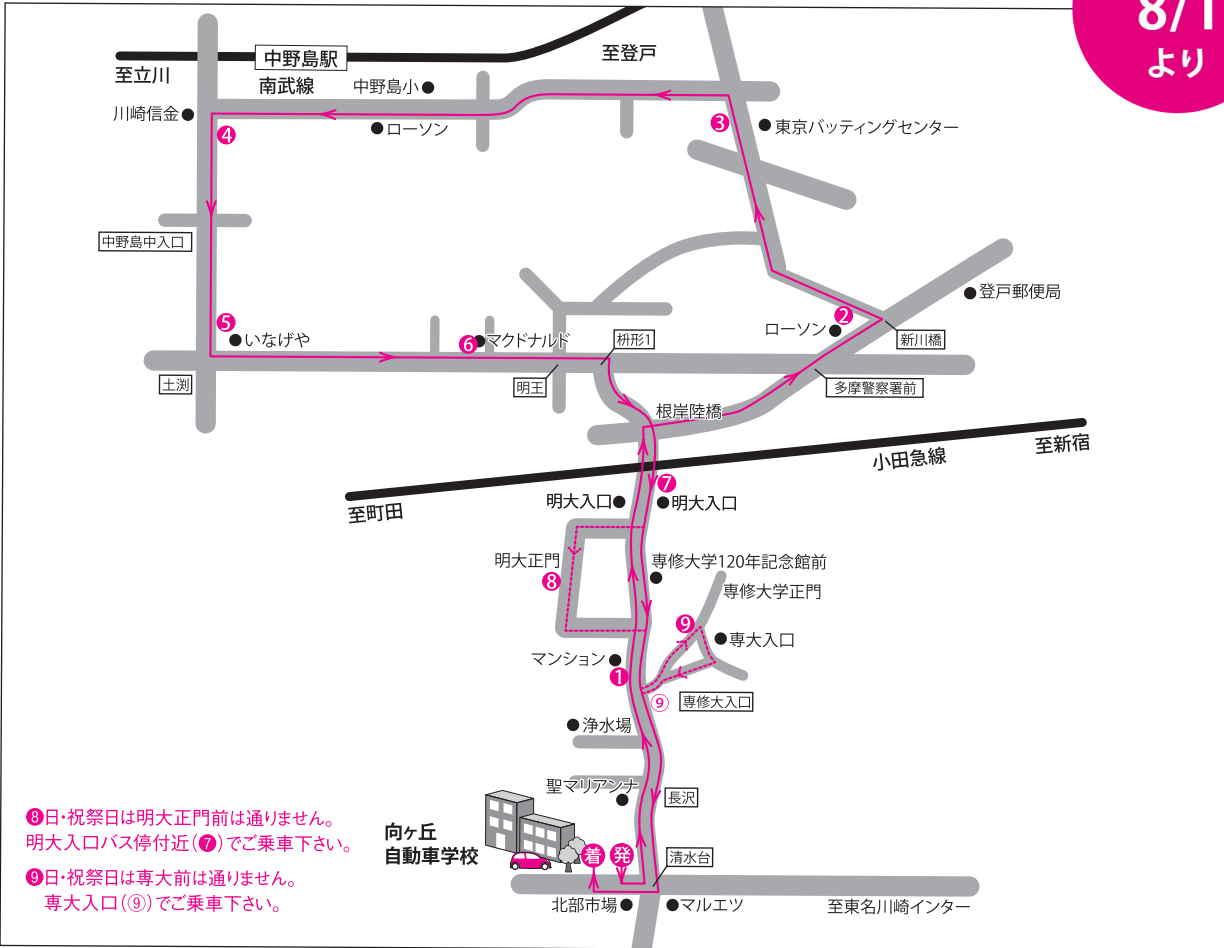 8/1
より
中野島駅
至登戸
至立川
南武線
中野島小
川崎信金
ローソン
❹
❸
東京バッティングセンター
中野島中入口
登戸郵便局
❺
いなげや
❻
マクドナルド
枡形1
ローソン
❷
新川橋
土渕
明王
多摩警察署前
根岸陸橋
小田急線
至新宿
至町田
❼
明大入口
明大入口
明大正門
❽
専修大学120年記念館前
専修大学正門
❾
専大入口
マンション
❶
⑨
専修大入口
浄水場
聖マリアンナ
長沢
❽日・祝祭日は明大正門前は通りません。
明大入口バス停付近(❼)でご乗車下さい。
❾日・祝祭日は専大前は通りません。
専大入口(⑨)でご乗車下さい。
向ヶ丘
自動車学校
着
発
清水台
北部市場
マルエツ
至東名川崎インター